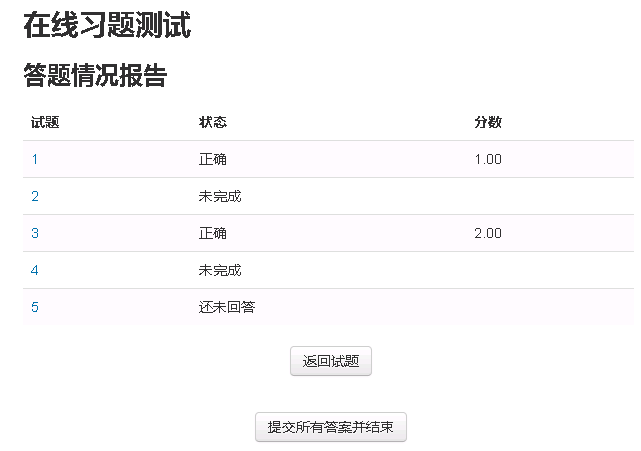 在线习题测试
答题情况报告
试题 状态 分数
1 正确 1.00
2 未完成
3 正确 2.00
4 未完成
5 还未回答
返回试题
提交所有答案并结束